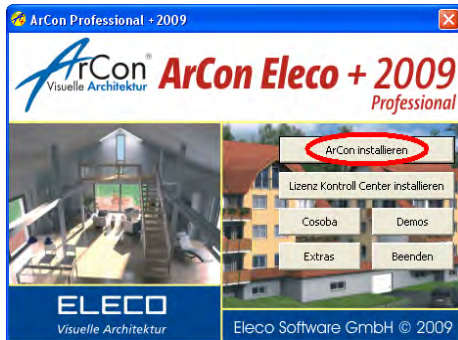 ArCon Professional +2009
ArCon®
Visuelle Architektur
ArCon Eleco + 2009
Professional
ArCon installieren
Lizenz Kontroll Center installieren
Cosoba
Demos
Extras
Beenden
ELECO
Visuelle Architektur
Eleco Software GmbH © 2009